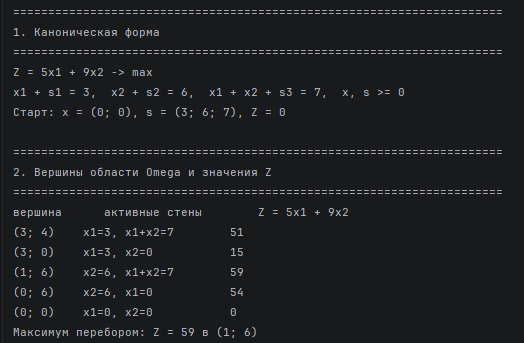 ======================================================================
1. Каноническая форма
======================================================================
Z = 5x1 + 9x2 -> max
x1 + s1 = 3,  x2 + s2 = 6,  x1 + x2 + s3 = 7,  x, s >= 0
Старт: x = (0; 0), s = (3; 6; 7), Z = 0
======================================================================
2. Вершины области Omega и значения Z
======================================================================
вершина      активные стены        Z = 5x1 + 9x2
(3; 4)    x1=3, x1+x2=7        51
(3; 0)    x1=3, x2=0           15
(1; 6)    x2=6, x1+x2=7        59
(0; 6)    x2=6, x1=0           54
(0; 0)    x1=0, x2=0           0
Максимум перебором: Z = 59 в (1; 6)